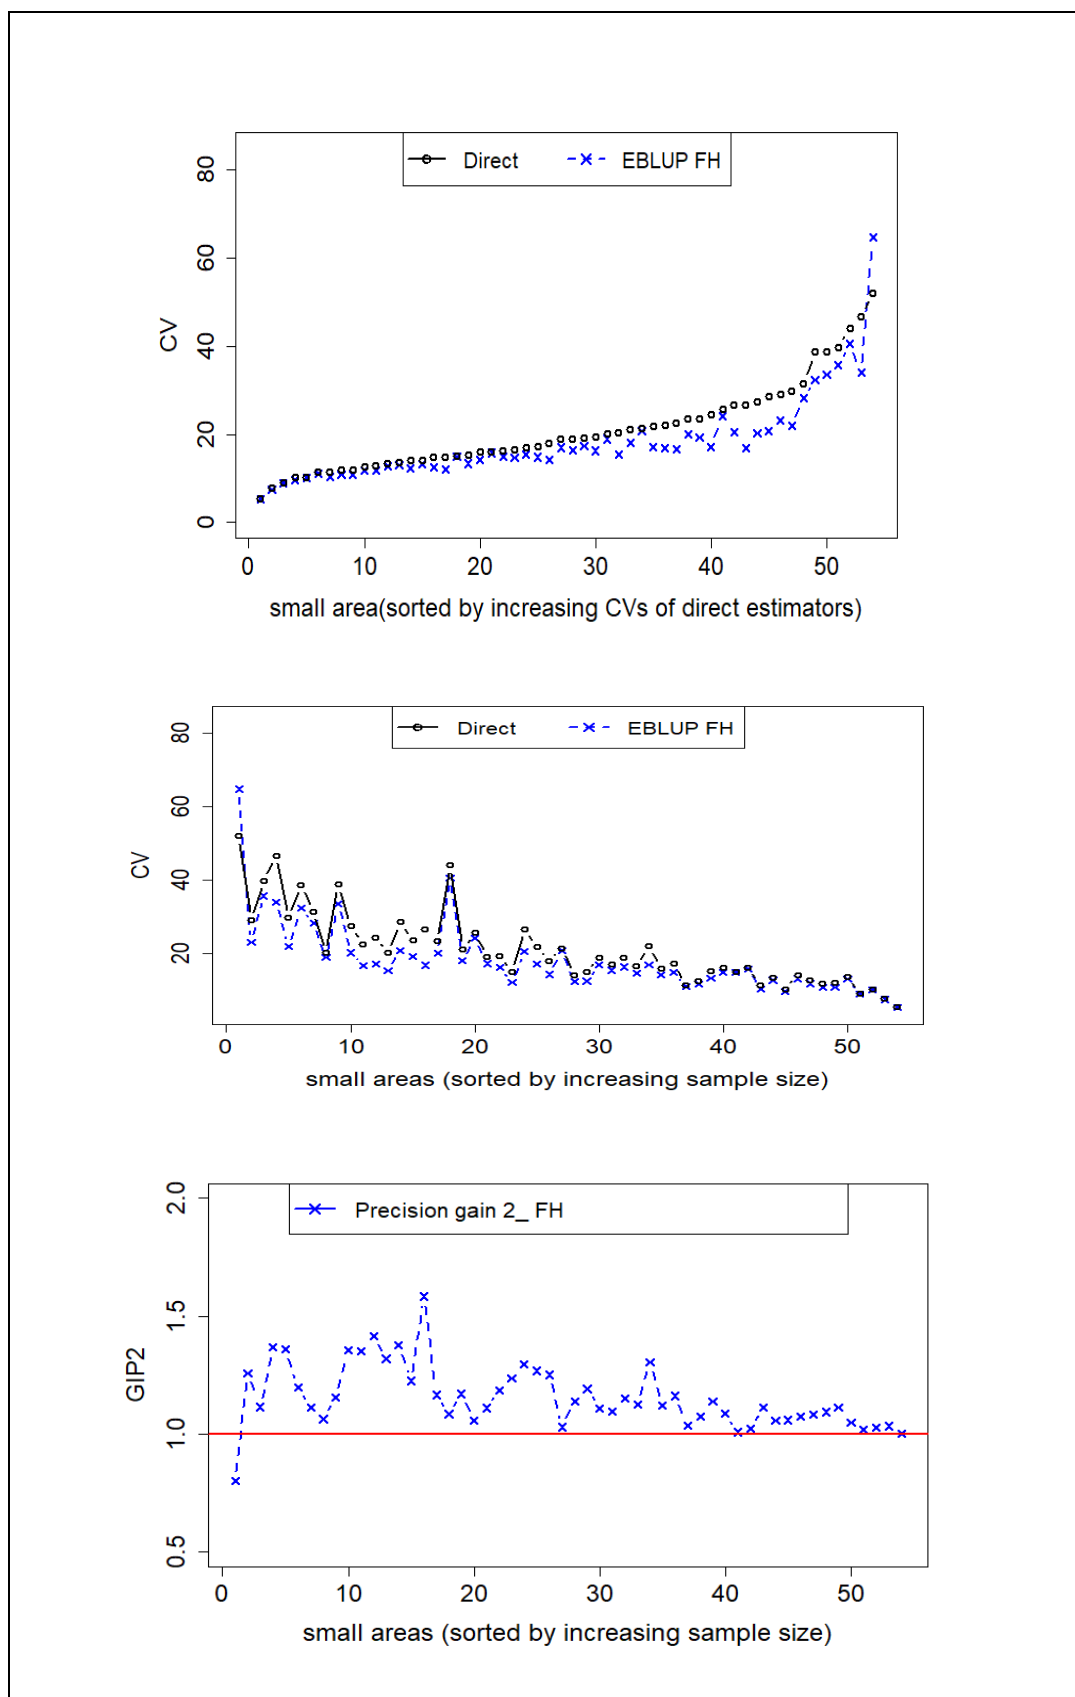 Direct EBLUP FH
80
60
40
20
0
CV
0 10 20 30 40 50
small area(sorted by increasing CVs of direct estimators)
Direct EBLUP FH
80
60
40
20
CV
0 10 20 30 40 50
small areas (sorted by increasing sample size)
Precision gain 2_ FH
2.0
1.5
1.0
0.5
GIP2
0 10 20 30 40 50
small areas (sorted by increasing sample size)